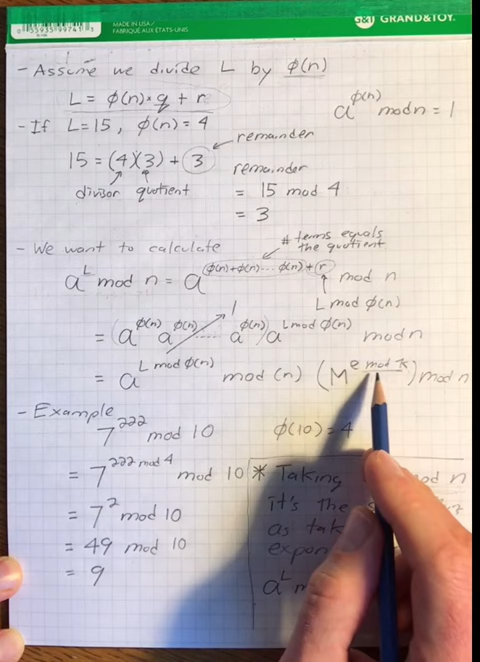 MADE IN USA /
FABRIQUÉ AUX ÉTATS-UNIS
G&T GRAND&TOY.
- Assume we divide L by ϕ(n)
L = ϕ(n)·q + r
a^ϕ(n) mod n = 1
- If L = 15, ϕ(n) = 4
remainder
15 = (4)(3) + 3
divisor quotient
remainder
= 15 mod 4
= 3
- We want to calculate
# terms equals
the quotient
a^L mod n = a^(ϕ(n)+ϕ(n)....ϕ(n)+r) mod n
L mod ϕ(n)
1
= (a^ϕ(n) a^ϕ(n) ... a^ϕ(n)) a^L mod ϕ(n) mod n
= a^L mod ϕ(n) mod (n) (M^e mod k) mod n
- Example
7^222 mod 10 ϕ(10) = 4
= 7^222 mod 4 mod 10
= 7^2 mod 10
= 49 mod 10
= 9
* Taking mod n
it's the
as
a^L